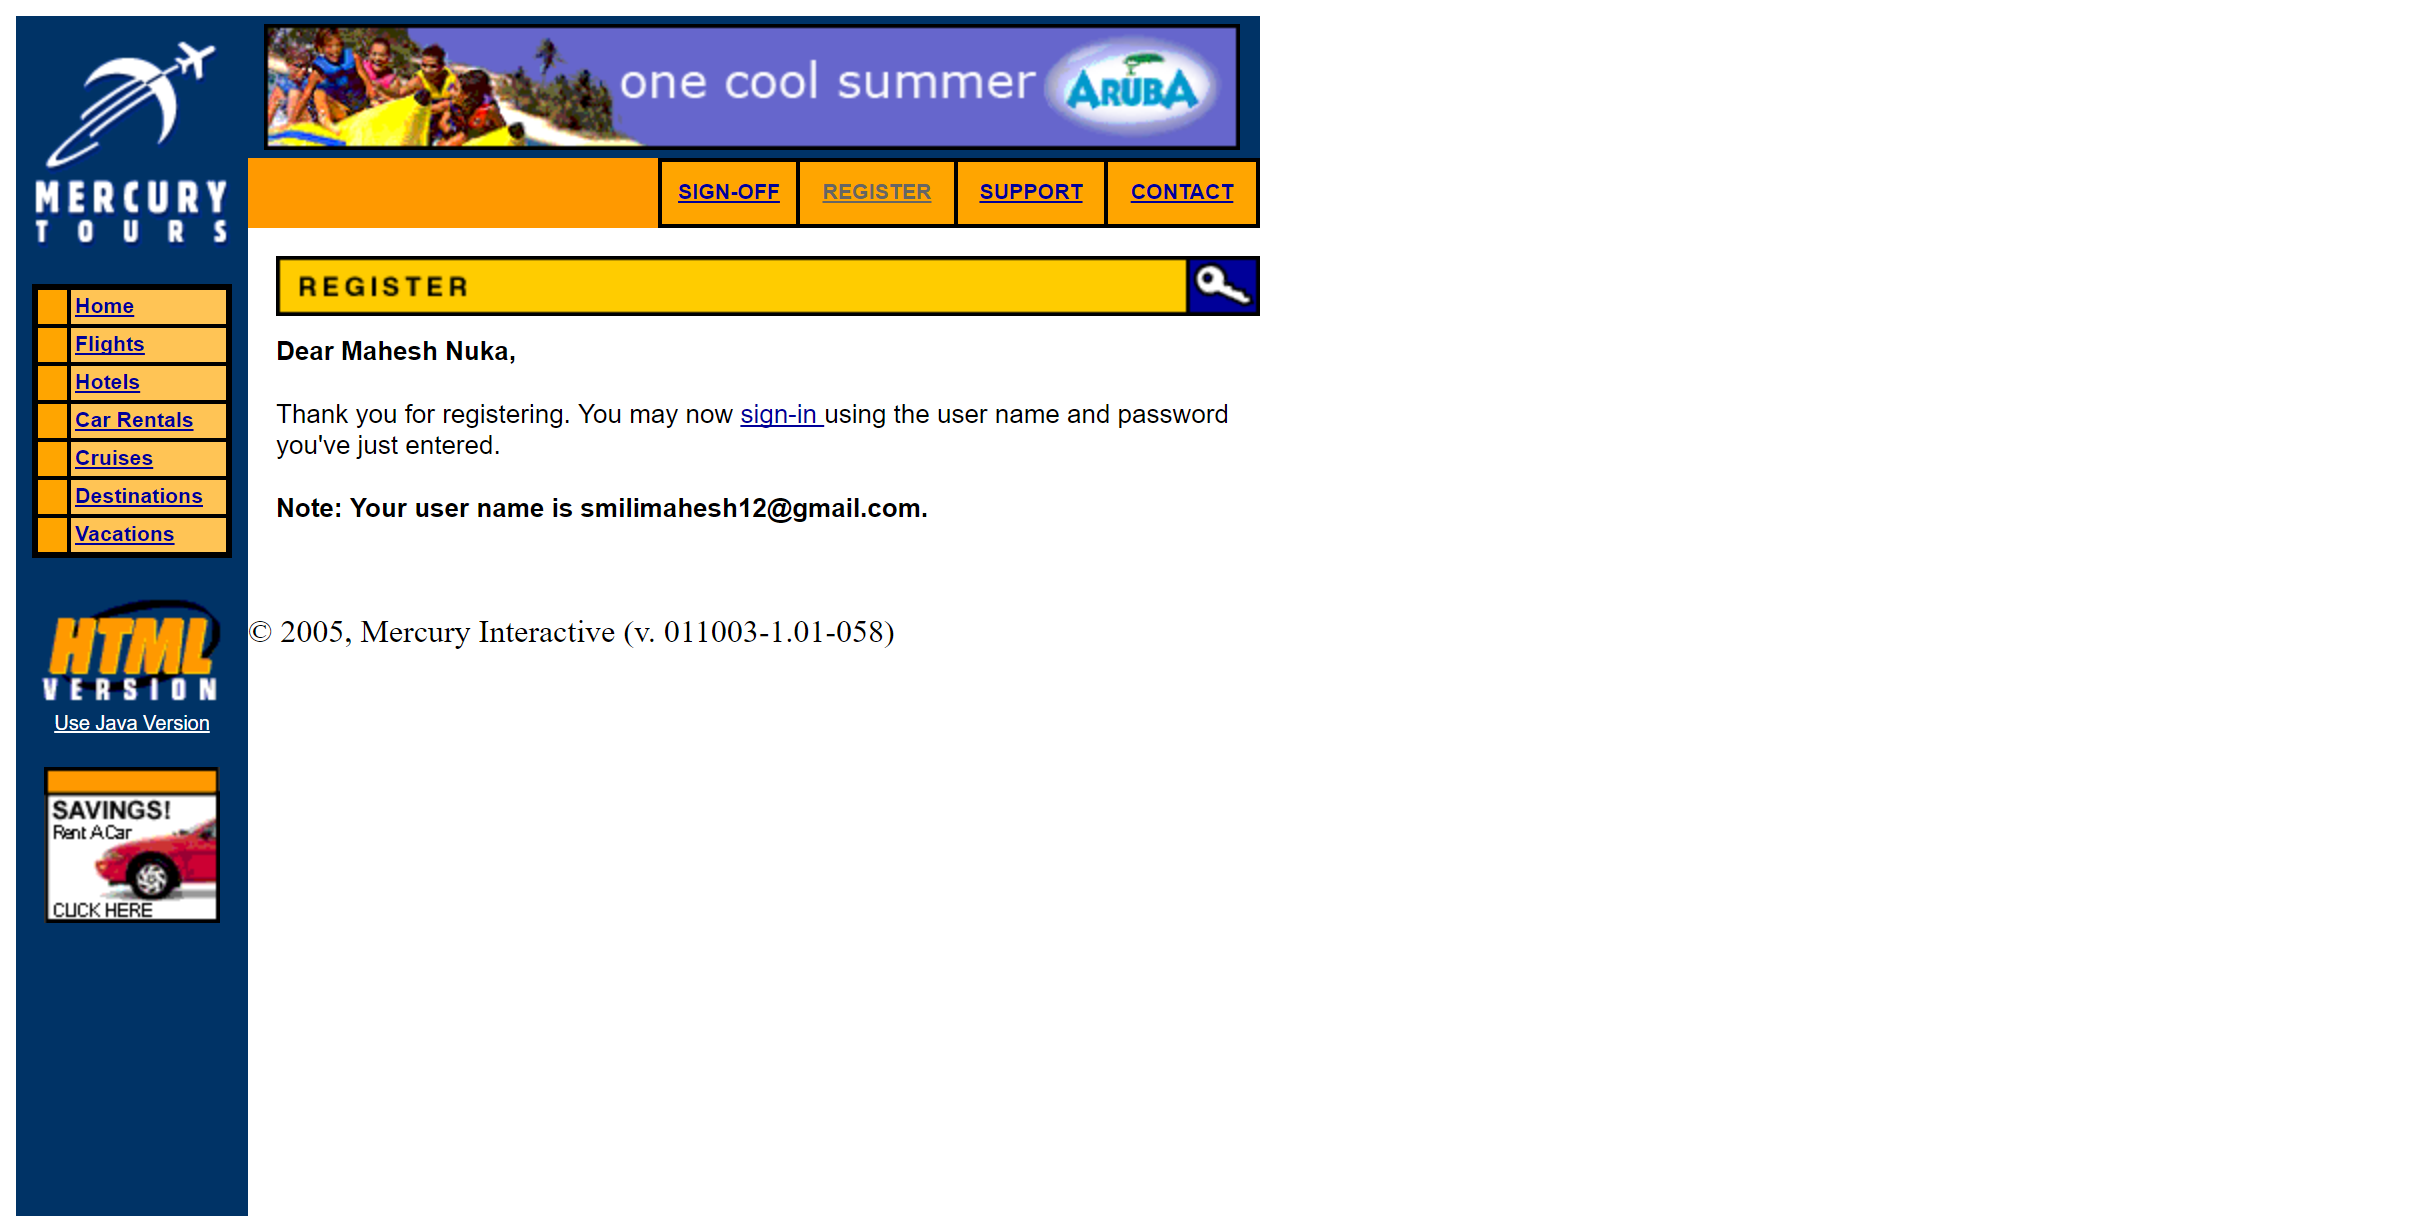 MERCURY
TOURS
one cool summer ARUBA
SIGN-OFF REGISTER SUPPORT CONTACT
Home
Flights
Hotels
Car Rentals
Cruises
Destinations
Vacations
HTML
VERSION
Use Java Version
SAVINGS!
Rent A Car
CLICK HERE
REGISTER
Dear Mahesh Nuka,
Thank you for registering. You may now sign-in using the user name and password
you've just entered.
Note: Your user name is smilimahesh12@gmail.com.
© 2005, Mercury Interactive (v. 011003-1.01-058)